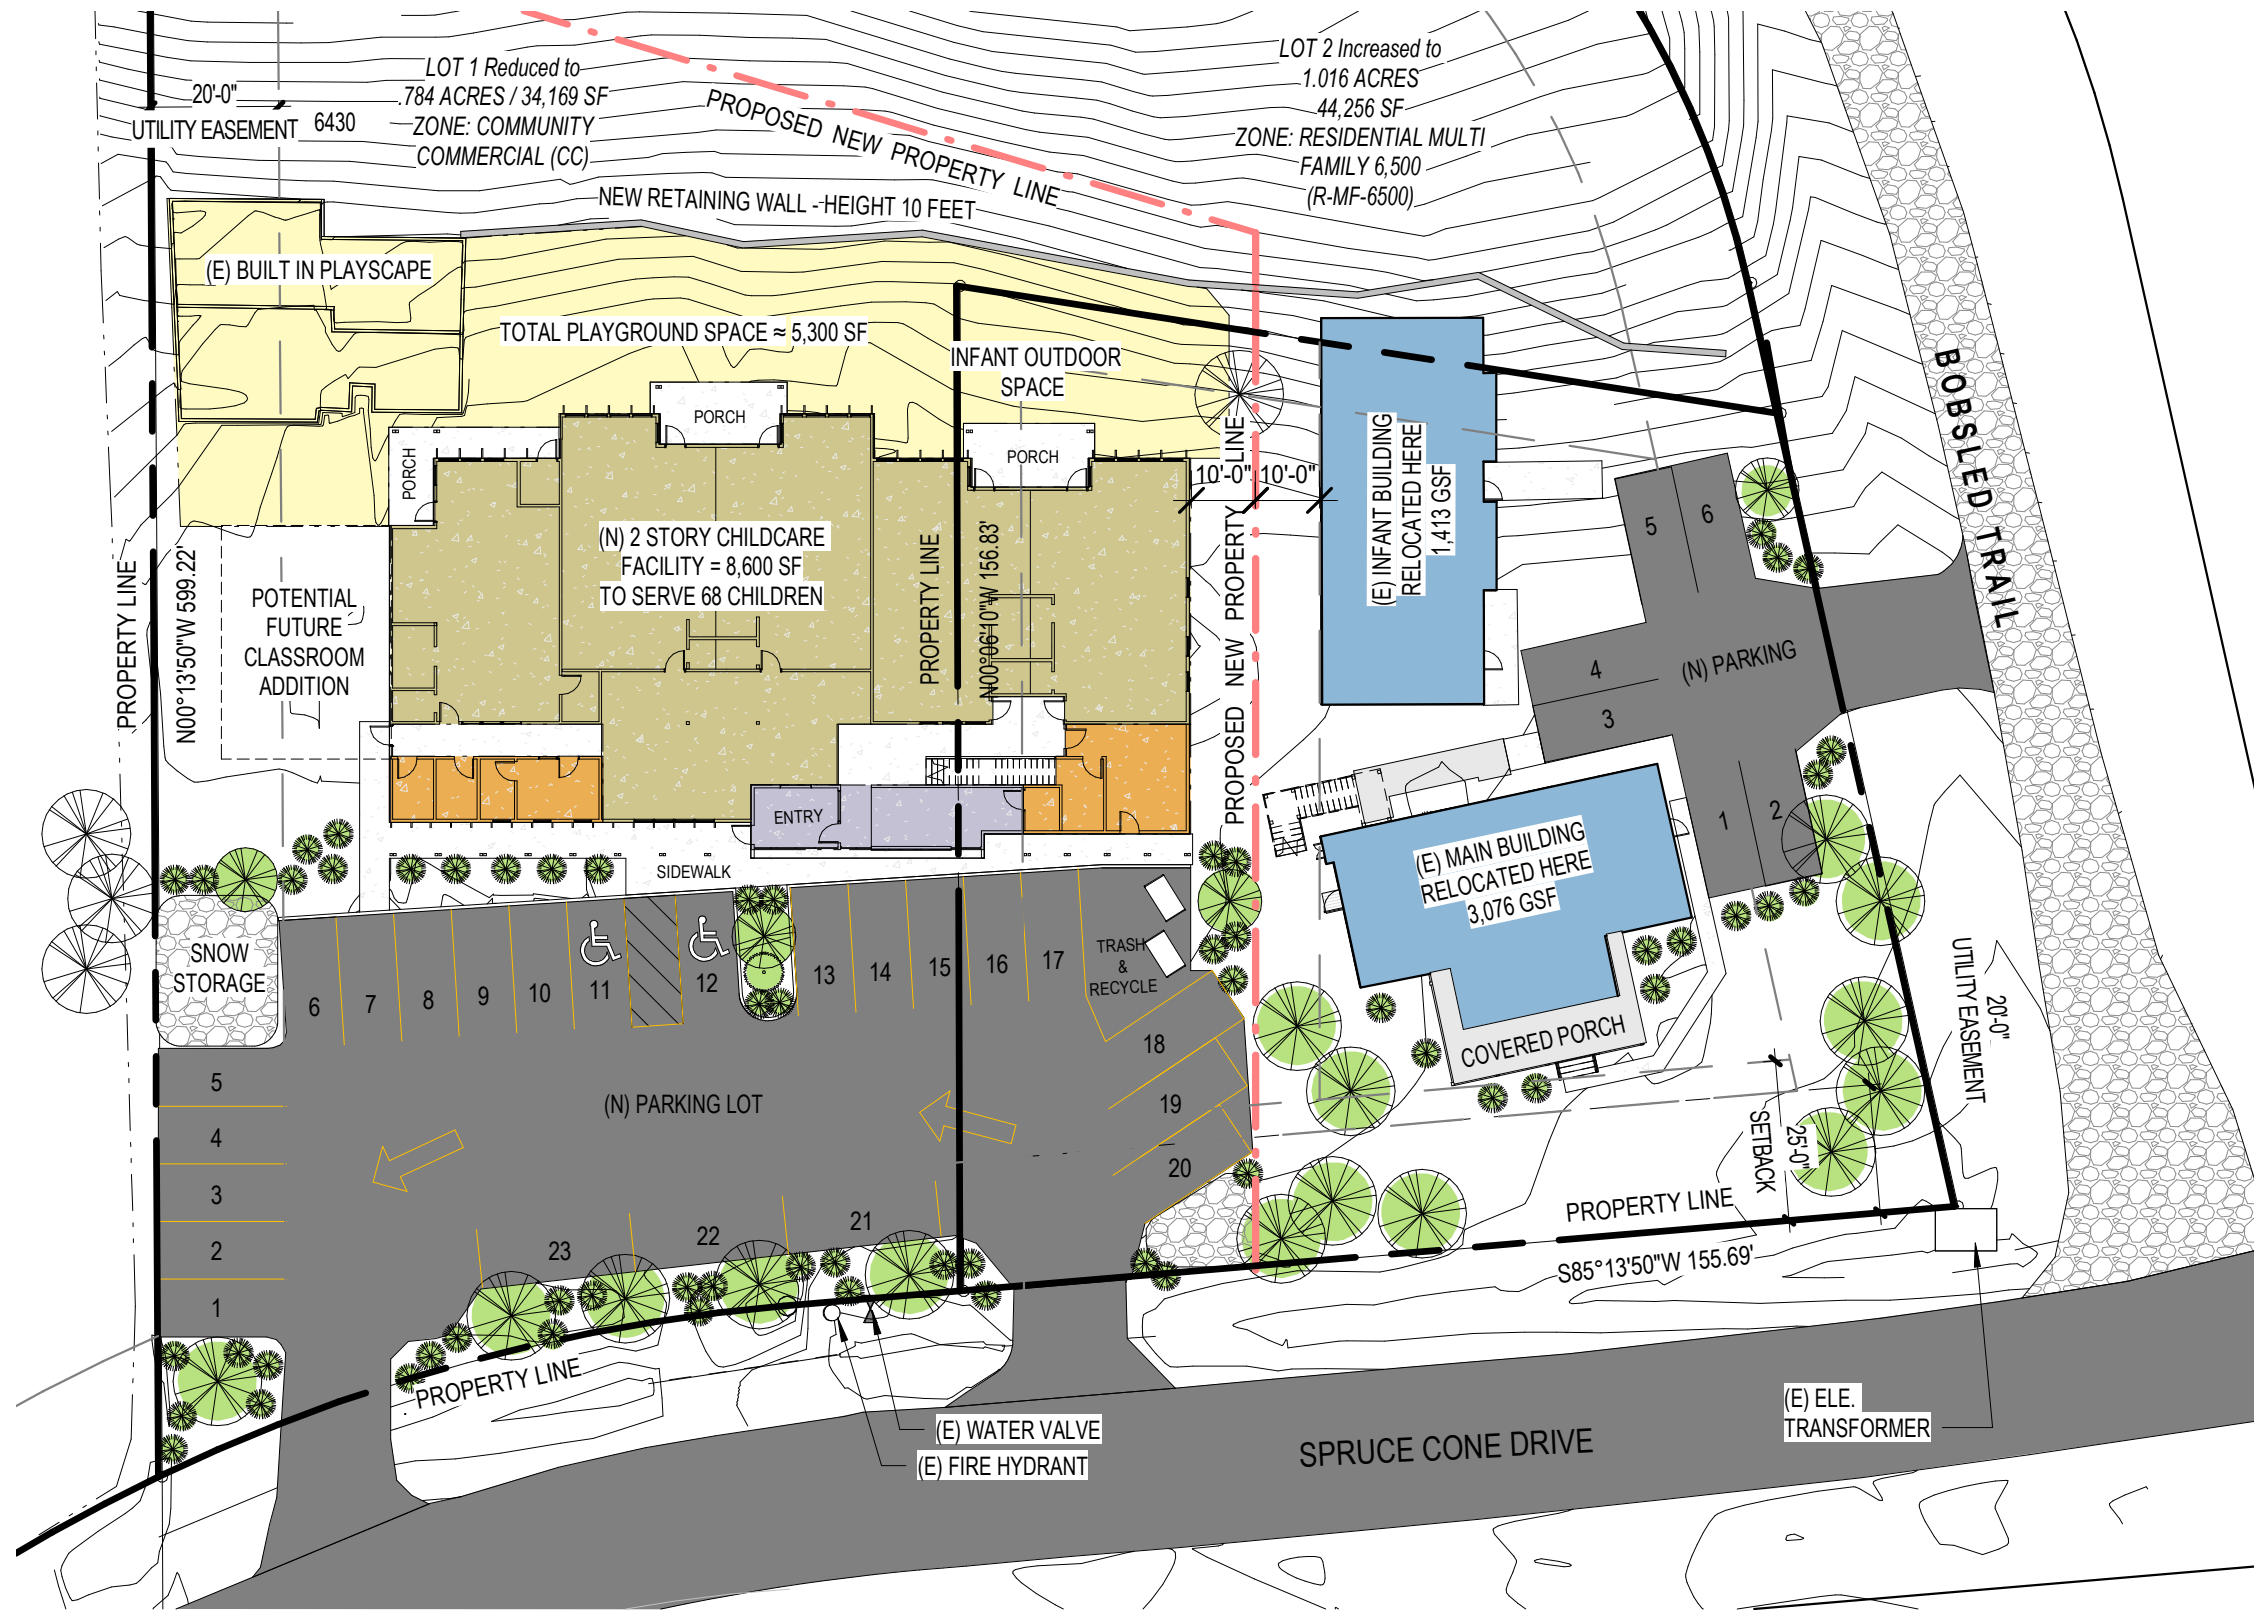 LOT 1 Reduced to
.784 ACRES / 34,169 SF
ZONE: COMMUNITY
COMMERCIAL (CC)
20'-0"
UTILITY EASEMENT
6430
PROPOSED NEW PROPERTY LINE
LOT 2 Increased to
1.016 ACRES
44,256 SF
ZONE: RESIDENTIAL MULTI
FAMILY 6,500
(R-MF-6500)
NEW RETAINING WALL - HEIGHT 10 FEET
(E) BUILT IN PLAYSCAPE
TOTAL PLAYGROUND SPACE ≈ 5,300 SF
INFANT OUTDOOR
SPACE
PORCH
PORCH
PORCH
10'-0"
10'-0"
(E) INFANT BUILDING
RELOCATED HERE
1,413 GSF
BOBSLED TRAIL
(N) 2 STORY CHILDCARE
FACILITY = 8,600 SF
TO SERVE 68 CHILDREN
PROPERTY LINE
N00°06'10"W 156.83'
PROPERTY LINE
N00°13'50"W 599.22'
POTENTIAL
FUTURE
CLASSROOM
ADDITION
PROPOSED NEW PROPERTY LINE
5
6
4
3
(N) PARKING
1
2
ENTRY
SIDEWALK
(E) MAIN BUILDING
RELOCATED HERE
3,076 GSF
COVERED PORCH
SNOW
STORAGE
6
7
8
9
10
11
12
13
14
15
16
17
TRASH
&
RECYCLE
18
19
20
5
4
3
2
1
(N) PARKING LOT
23
22
21
20'-0"
UTILITY EASEMENT
25'-0"
SETBACK
PROPERTY LINE
S85°13'50"W 155.69'
PROPERTY LINE
(E) WATER VALVE
(E) FIRE HYDRANT
SPRUCE CONE DRIVE
(E) ELE.
TRANSFORMER